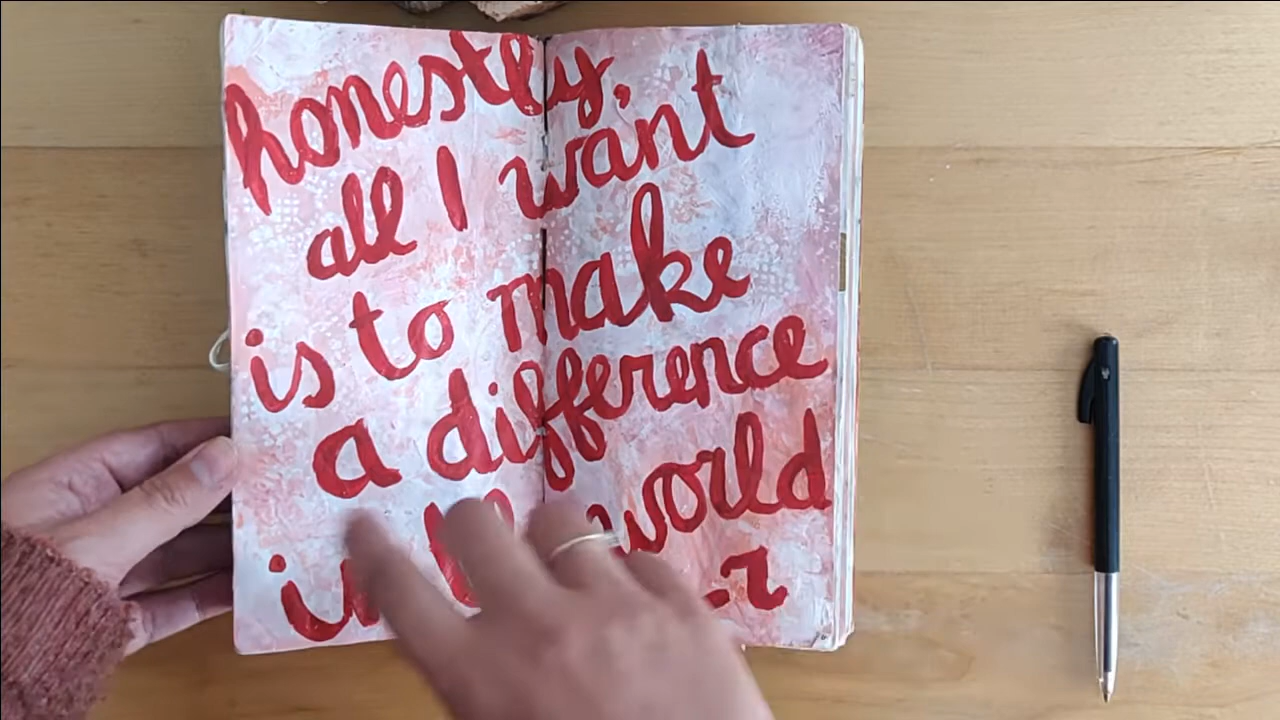 honestly,
all I want
is to make
a difference
world